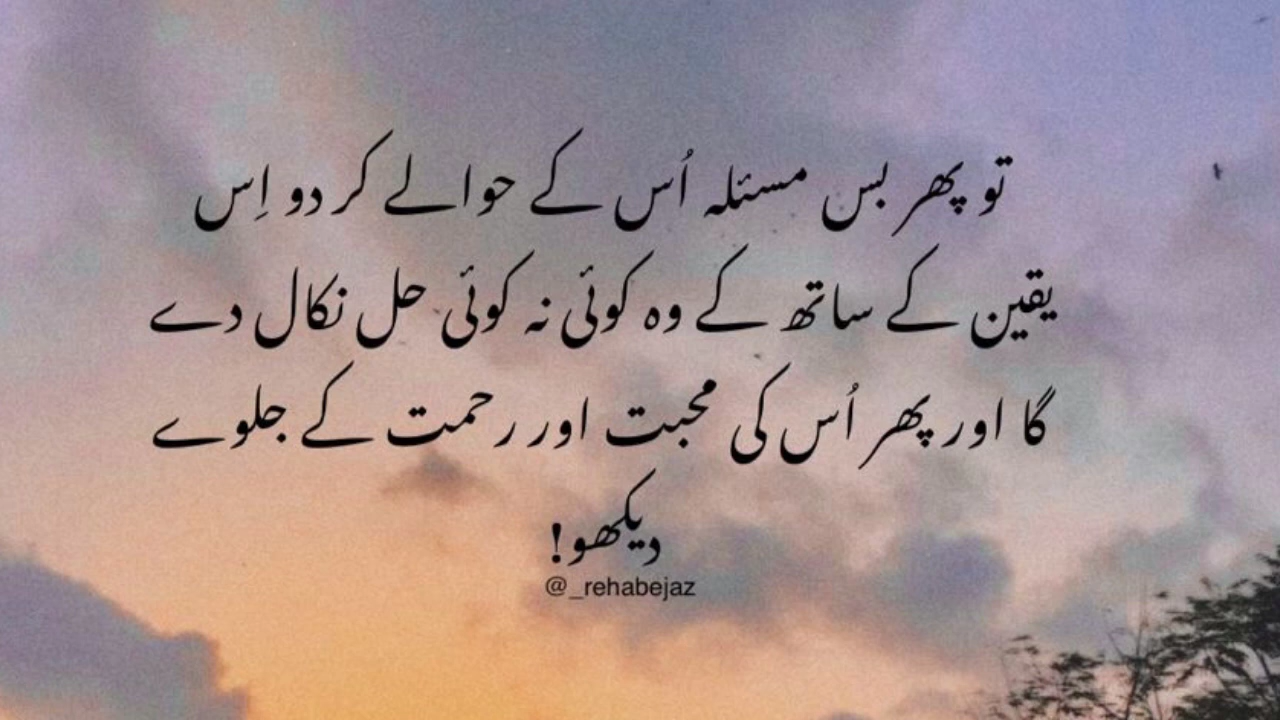 تو پھر بس مسئلہ اُس کے حوالے کر دو اِس
یقین کے ساتھ کے وہ کوئی نہ کوئی حل نکال دے
گا اور پھر اُس کی محبت اور رحمت کے جلوے
دیکھو!
@_rehabejaz